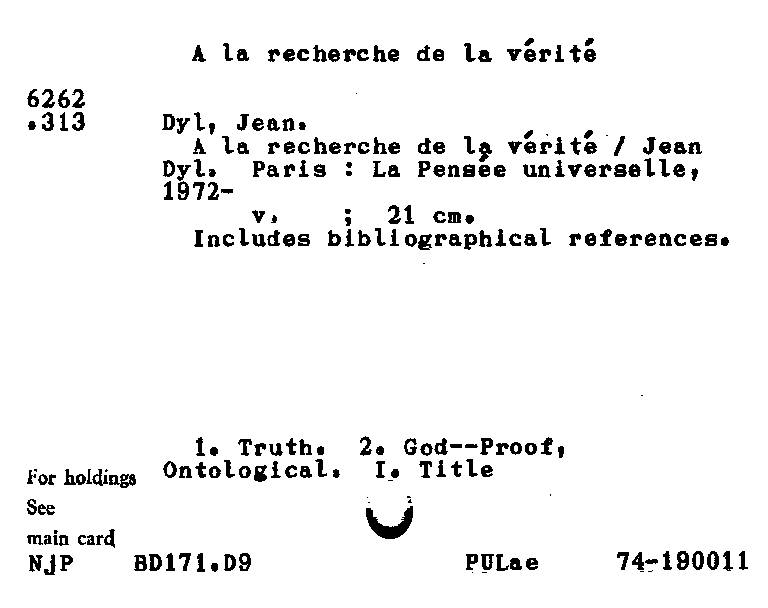 A la recherche de la vérité
6262
.313 Dyl, Jean.
A la recherche de la vérité / Jean
Dyl. Paris : La Pensée universelle,
1972-
v. ; 21 cm.
Includes bibliographical references.
1. Truth. 2. God--Proof,
Ontological. I. Title
For holdings
See
main card
NjP BD171.D9 PULae 74-190011